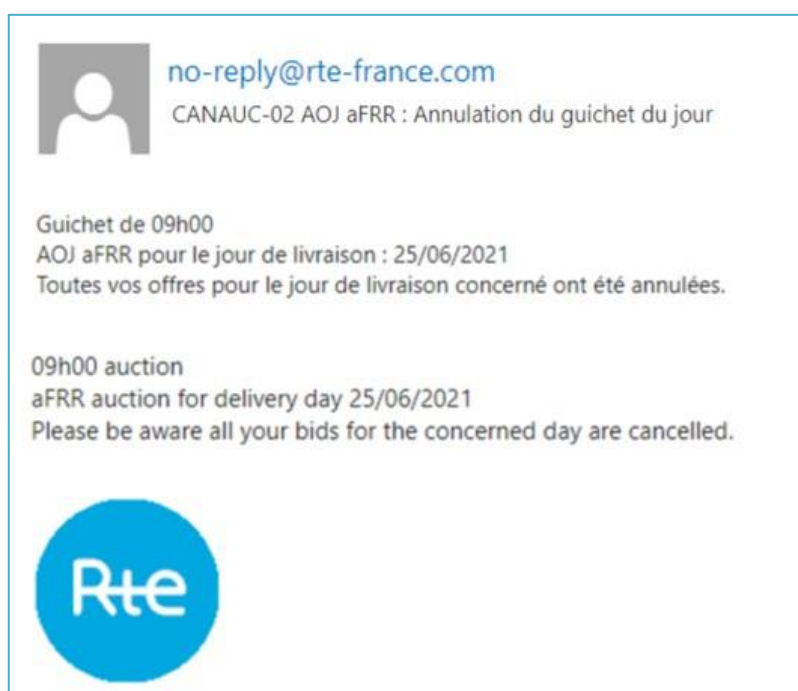 no-reply@rte-france.com
CANAUC-02 AOJ aFRR : Annulation du guichet du jour
Guichet de 09h00
AOJ aFRR pour le jour de livraison : 25/06/2021
Toutes vos offres pour le jour de livraison concerné ont été annulées.
09h00 auction
aFRR auction for delivery day 25/06/2021
Please be aware all your bids for the concerned day are cancelled.
Rte